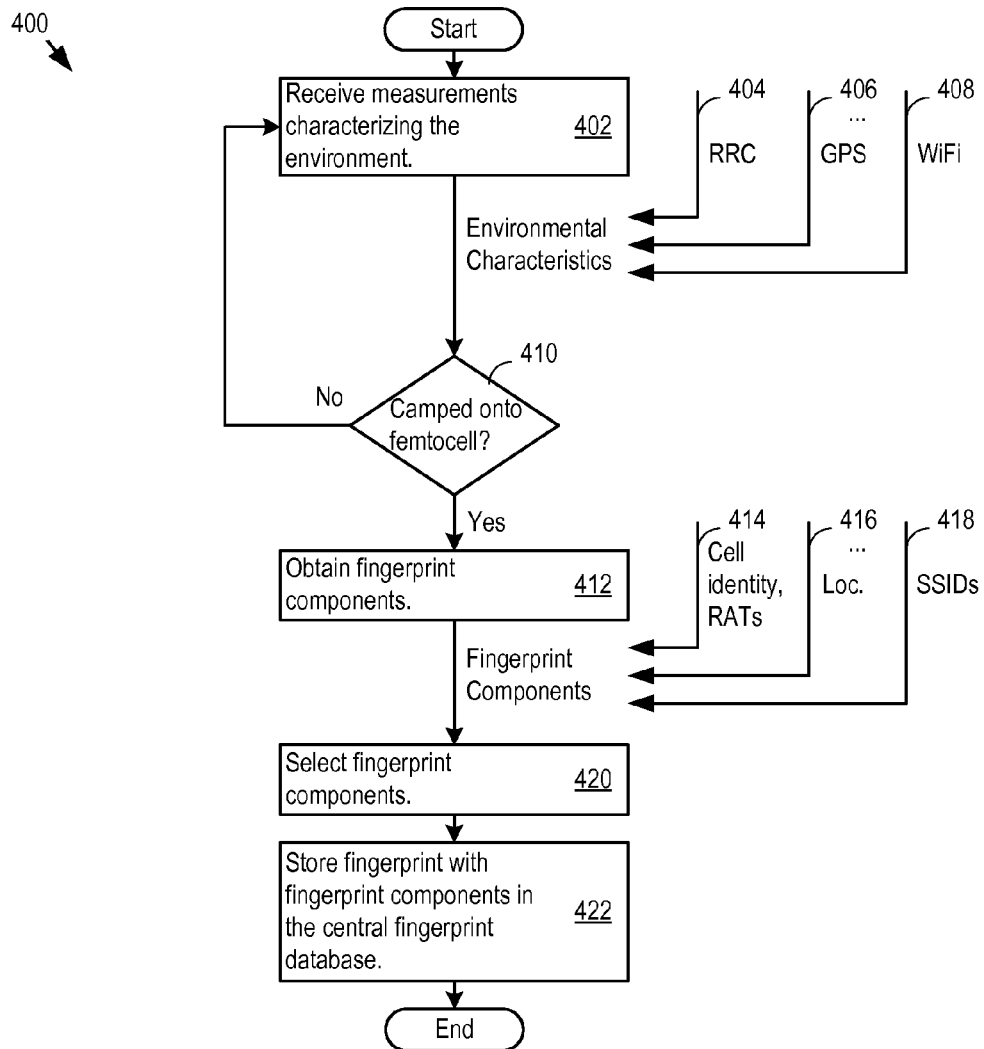 400
Start
Receive measurements
characterizing the
environment.
402
404
406
408
...
RRC
GPS
WiFi
Environmental
Characteristics
410
No
Camped onto
femtocell?
Yes
414
416
418
...
Cell
identity,
RATs
Loc.
SSIDs
Obtain fingerprint
components.
412
Fingerprint
Components
Select fingerprint
components.
420
Store fingerprint with
fingerprint components in
the central fingerprint
database.
422
End